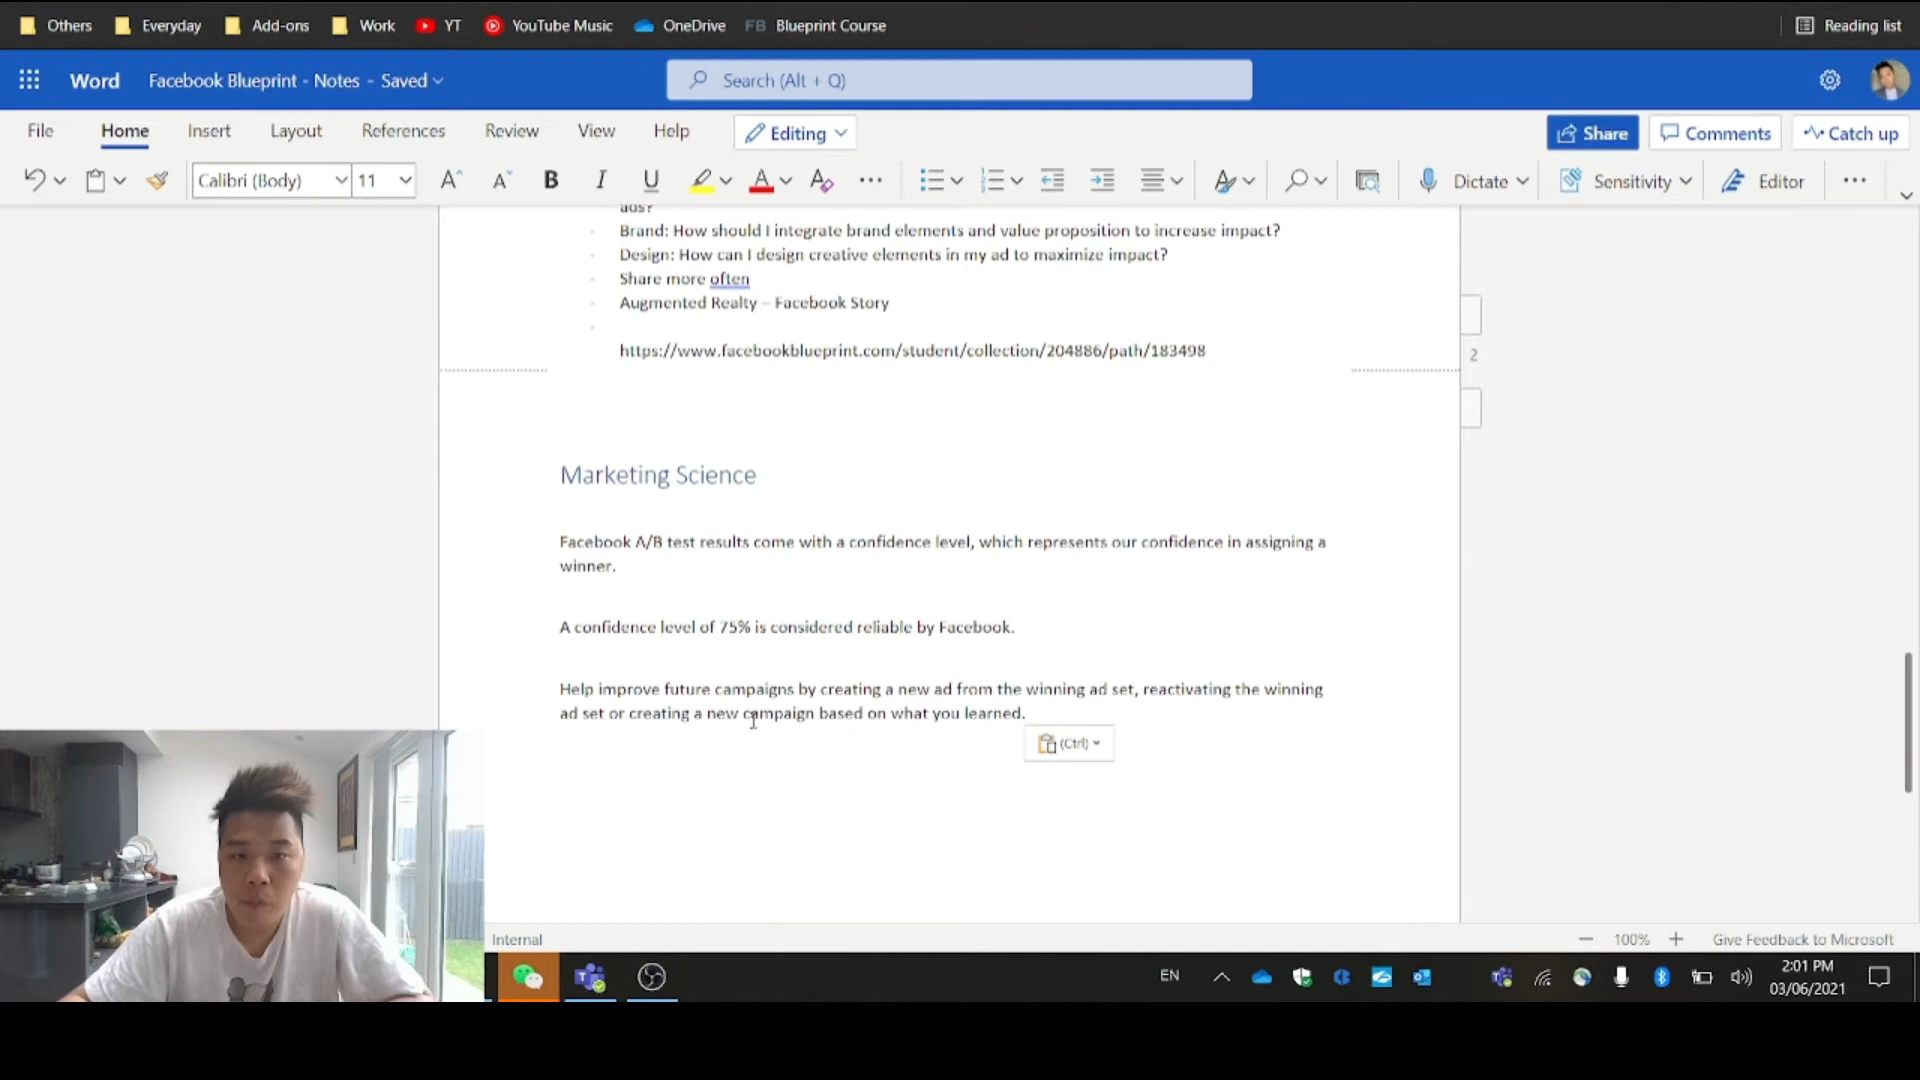 Others Everyday Add-ons Work YT YouTube Music OneDrive FB Blueprint Course Reading list
Word Facebook Blueprint - Notes - Saved Search (Alt + Q)
File Home Insert Layout References Review View Help Editing Share Comments Catch up
Calibri (Body) 11 A A B I U A A Dictate Sensitivity Editor
ads?
Brand: How should I integrate brand elements and value proposition to increase impact?
Design: How can I design creative elements in my ad to maximize impact?
Share more often
Augmented Realty – Facebook Story
https://www.facebookblueprint.com/student/collection/204886/path/183498
2
Marketing Science
Facebook A/B test results come with a confidence level, which represents our confidence in assigning a
winner.
A confidence level of 75% is considered reliable by Facebook.
Help improve future campaigns by creating a new ad from the winning ad set, reactivating the winning
ad set or creating a new campaign based on what you learned.
(Ctrl)
Internal 100% Give Feedback to Microsoft
EN 2:01 PM
03/06/2021